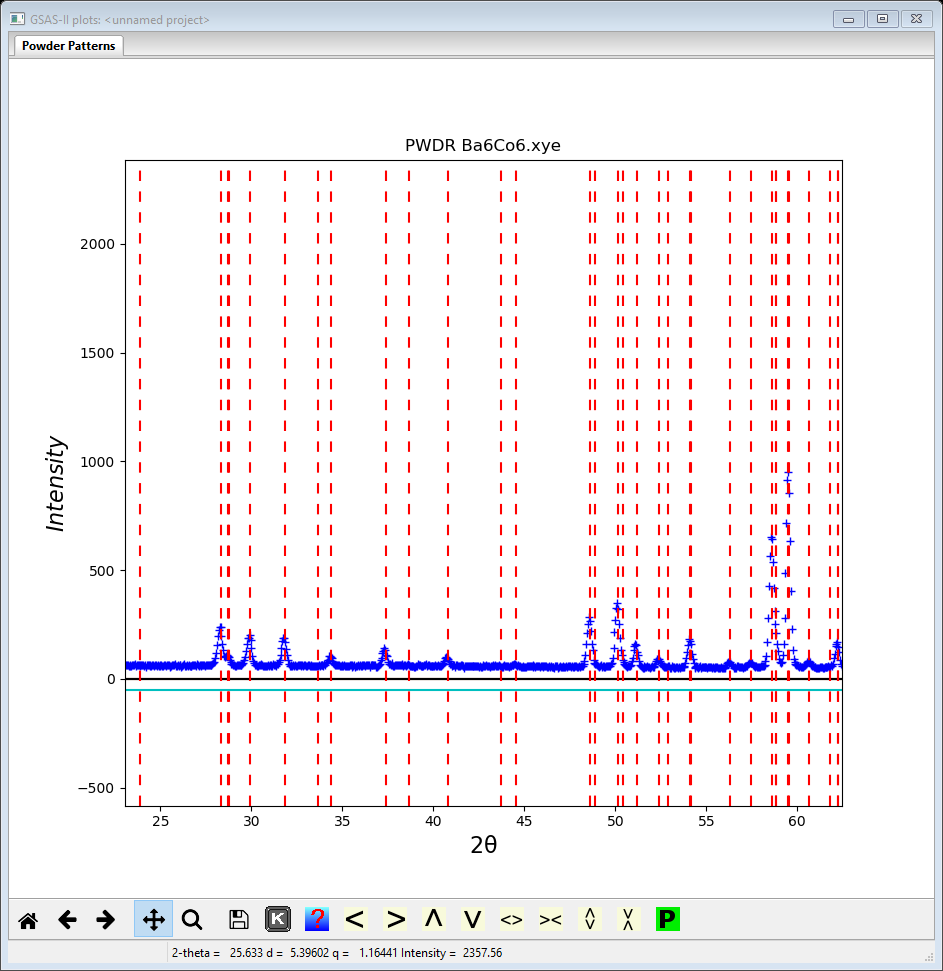 GSAS-II plots: <unnamed project>
Powder Patterns
PWDR Ba6Co6.xye
2000
1500
1000
500
0
−500
Intensity
25 30 35 40 45 50 55 60
2θ
K ? < > Λ V <> >< P
2-theta = 25.633 d = 5.39602 q = 1.16441 Intensity = 2357.56